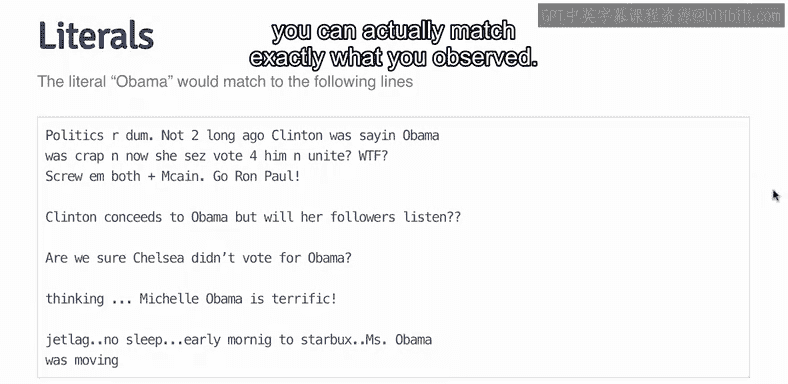 GPT中英字幕课程资源@bilibili.com
Literals
you can actually match
exactly what you observed.
The literal “Obama” would match to the following lines
Politics r dum. Not 2 long ago Clinton was sayin Obama
was crap n now she sez vote 4 him n unite? WTF?
Screw em both + Mcain. Go Ron Paul!
Clinton conceeds to Obama but will her followers listen??
Are we sure Chelsea didn’t vote for Obama?
thinking ... Michelle Obama is terrific!
jetlag..no sleep...early mornig to starbux..Ms. Obama
was moving